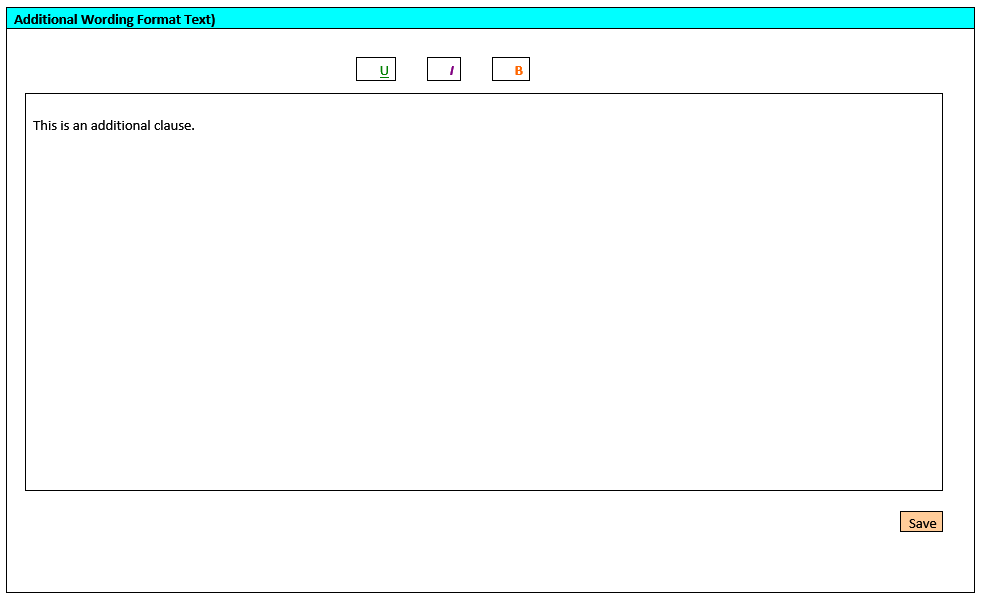 Additional Wording Format Text)
U I B
This is an additional clause.
Save